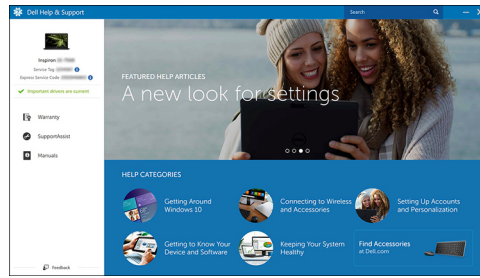 Dell Help & Support
Search
Inspiron
Service Tag
Express Service Code
Important drivers are current
Warranty
SupportAssist
Manuals
Feedback
FEATURED HELP ARTICLES
A new look for settings
HELP CATEGORIES
Getting Around
Windows 10
Connecting to Wireless
and Accessories
Setting Up Accounts
and Personalization
Getting to Know Your
Device and Software
Keeping Your System
Healthy
Find Accessories
at Dell.com